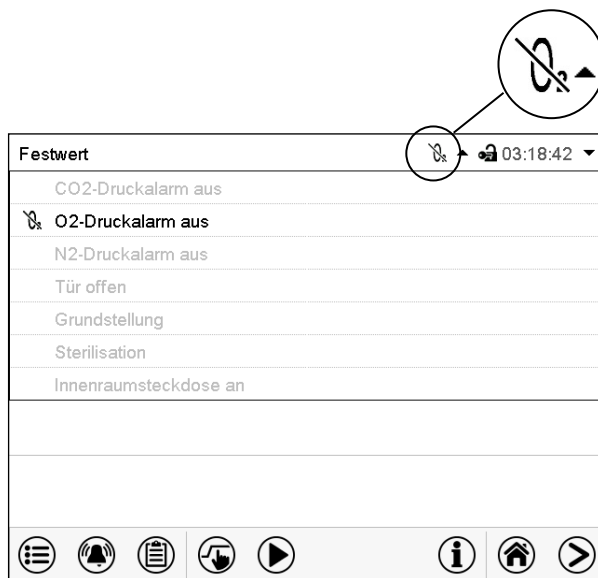 Festwert 03:18:42
CO2-Druckalarm aus
O2-Druckalarm aus
N2-Druckalarm aus
Tür offen
Grundstellung
Sterilisation
Innenraumsteckdose an